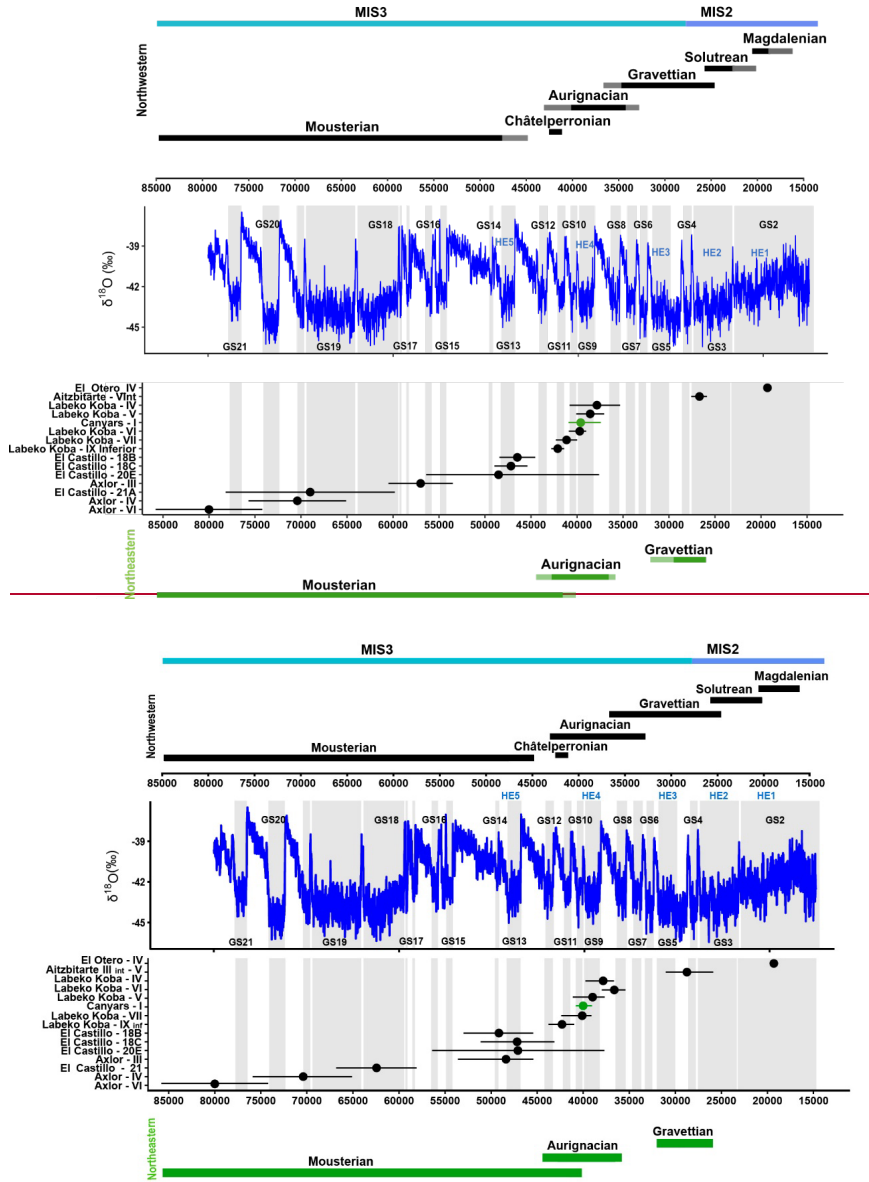 MIS3 MIS2
Magdalenian
Solutrean
Gravettian
Aurignacian
Châtelperronian
Mousterian
Northwestern
85000 80000 75000 70000 65000 60000 55000 50000 45000 40000 35000 30000 25000 20000 15000
GS20 GS18 GS16 GS14 GS12 GS10 GS8 GS6 GS4 GS2
HE5 HE4 HE3 HE2 HE1
-39
-42
-45
δ18O (‰)
GS21 GS19 GS17 GS15 GS13 GS11 GS9 GS7 GS5 GS3
El Otero IV
Aitzbitarte - VInt
Labeko Koba - IV
Labeko Koba - V
Canyars - I
Labeko Koba - VI
Labeko Koba - VII
Labeko Koba - IX Inferior
El Castillo - 18B
El Castillo - 18C
El Castillo - 20E
Axlor - III
El Castillo - 21A
Axlor - IV
Axlor - VI
85000 80000 75000 70000 65000 60000 55000 50000 45000 40000 35000 30000 25000 20000 15000
Northeastern
Gravettian
Aurignacian
Mousterian
MIS3 MIS2
Magdalenian
Solutrean
Gravettian
Aurignacian
Châtelperronian
Mousterian
Northwestern
85000 80000 75000 70000 65000 60000 55000 50000 45000 40000 35000 30000 25000 20000 15000
HE5 HE4 HE3 HE2 HE1
GS20 GS18 GS16 GS14 GS12 GS10 GS8 GS6 GS4 GS2
-39
-42
-45
δ18O(‰)
GS21 GS19 GS17 GS15 GS13 GS11 GS9 GS7 GS5 GS3
El Otero - IV
Aitzbitarte III int - V
Labeko Koba - IV
Labeko Koba - VI
Labeko Koba - V
Canyars - I
Labeko Koba - VII
Labeko Koba - IX inf
El Castillo - 18B
El Castillo - 18C
El Castillo - 20E
Axlor - III
El Castillo - 21
Axlor - IV
Axlor - VI
85000 80000 75000 70000 65000 60000 55000 50000 45000 40000 35000 30000 25000 20000 15000
Northeastern
Gravettian
Aurignacian
Mousterian